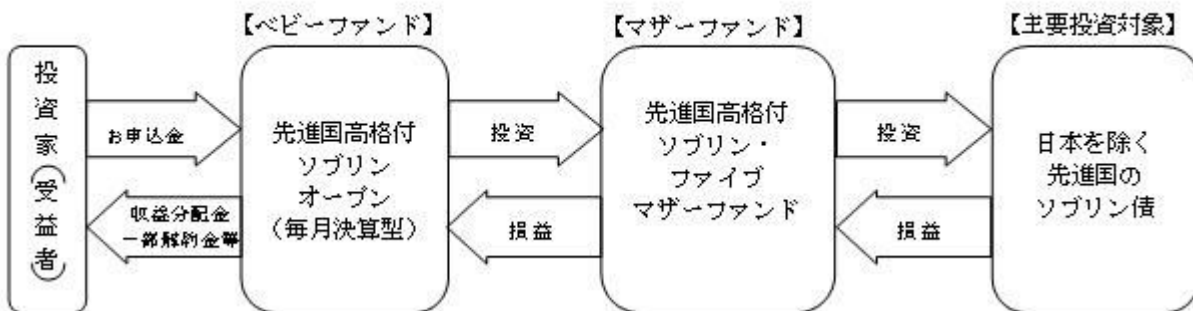 【ベビーファンド】
【マザーファンド】
【主要投資対象】
投資家(受益者)
お申込金
収益分配金
一部解約金等
先進国高格付
ソブリン
オープン
(毎月決算型)
投資
損益
先進国高格付
ソブリン・
ファイブ
マザーファンド
投資
損益
日本を除く
先進国の
ソブリン債